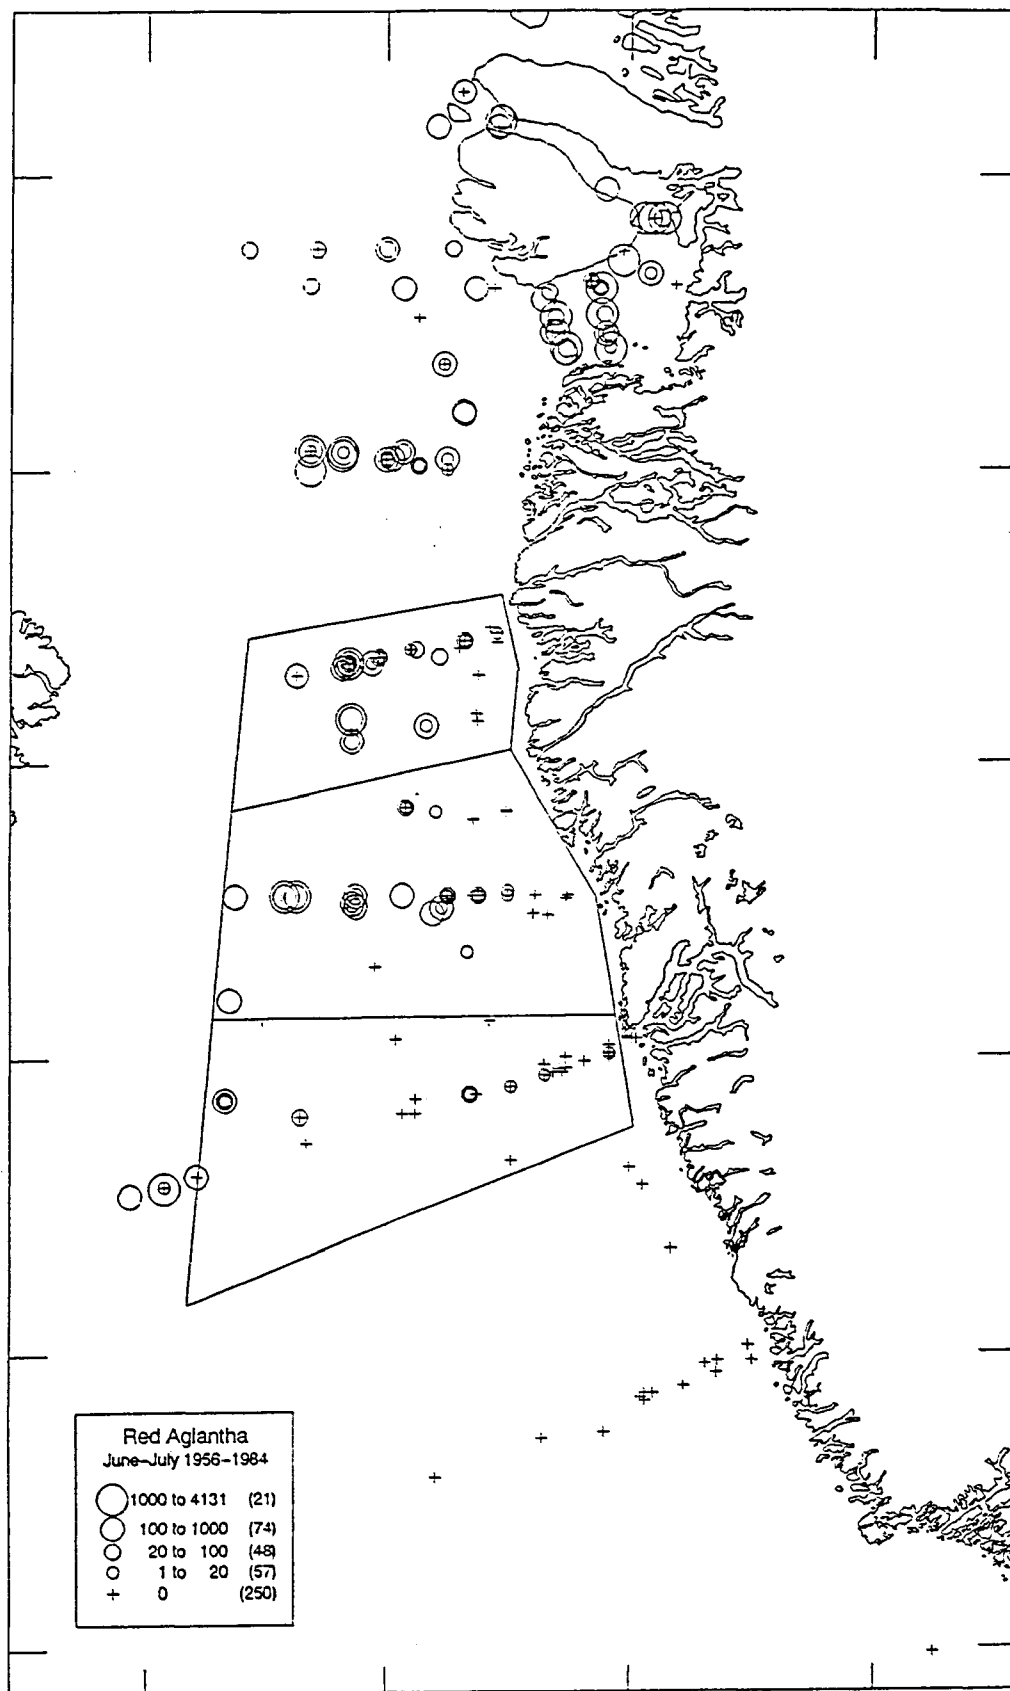 Red Aglantha
June–July 1956–1984
1000 to 4131 (21)
100 to 1000 (74)
20 to 100 (48)
1 to 20 (57)
+ 0 (250)